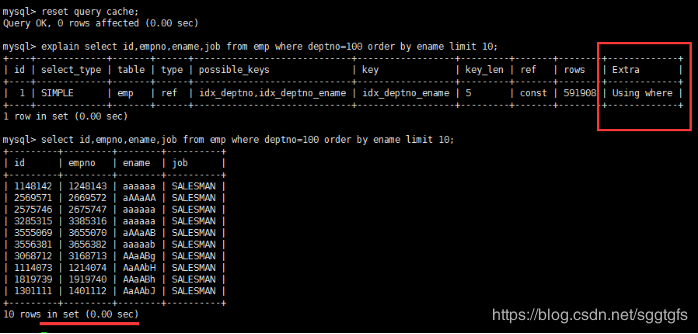 mysql> reset query cache;
Query OK, 0 rows affected (0.00 sec)
mysql> explain select id,empno,ename,job from emp where deptno=100 order by ename limit 10;
+----+-------------+-------+------+----------------------------+------------------+---------+-------+--------+-------------+
| id | select_type | table | type | possible_keys | key | key_len | ref | rows | Extra |
+----+-------------+-------+------+----------------------------+------------------+---------+-------+--------+-------------+
| 1 | SIMPLE | emp | ref | idx_deptno,idx_deptno_ename | idx_deptno_ename | 5 | const | 591908 | Using where |
+----+-------------+-------+------+----------------------------+------------------+---------+-------+--------+-------------+
1 row in set (0.00 sec)
mysql> select id,empno,ename,job from emp where deptno=100 order by ename limit 10;
+---------+---------+--------+----------+
| id | empno | ename | job |
+---------+---------+--------+----------+
| 1148142 | 1248143 | aaaaaa | SALESMAN |
| 2569571 | 2669572 | aAAaAA | SALESMAN |
| 2575746 | 2675747 | aaaaaa | SALESMAN |
| 3285315 | 3385316 | aaaaaa | SALESMAN |
| 3555069 | 3655070 | aAAaAB | SALESMAN |
| 3556381 | 3656382 | aaaaab | SALESMAN |
| 3068712 | 3168713 | AAaABg | SALESMAN |
| 1114073 | 1214074 | AaAAbH | SALESMAN |
| 1819739 | 1919740 | AAaABh | SALESMAN |
| 1301111 | 1401112 | AaAAbJ | SALESMAN |
+---------+---------+--------+----------+
10 rows in set (0.00 sec)
https://blog.csdn.net/sggtgfs